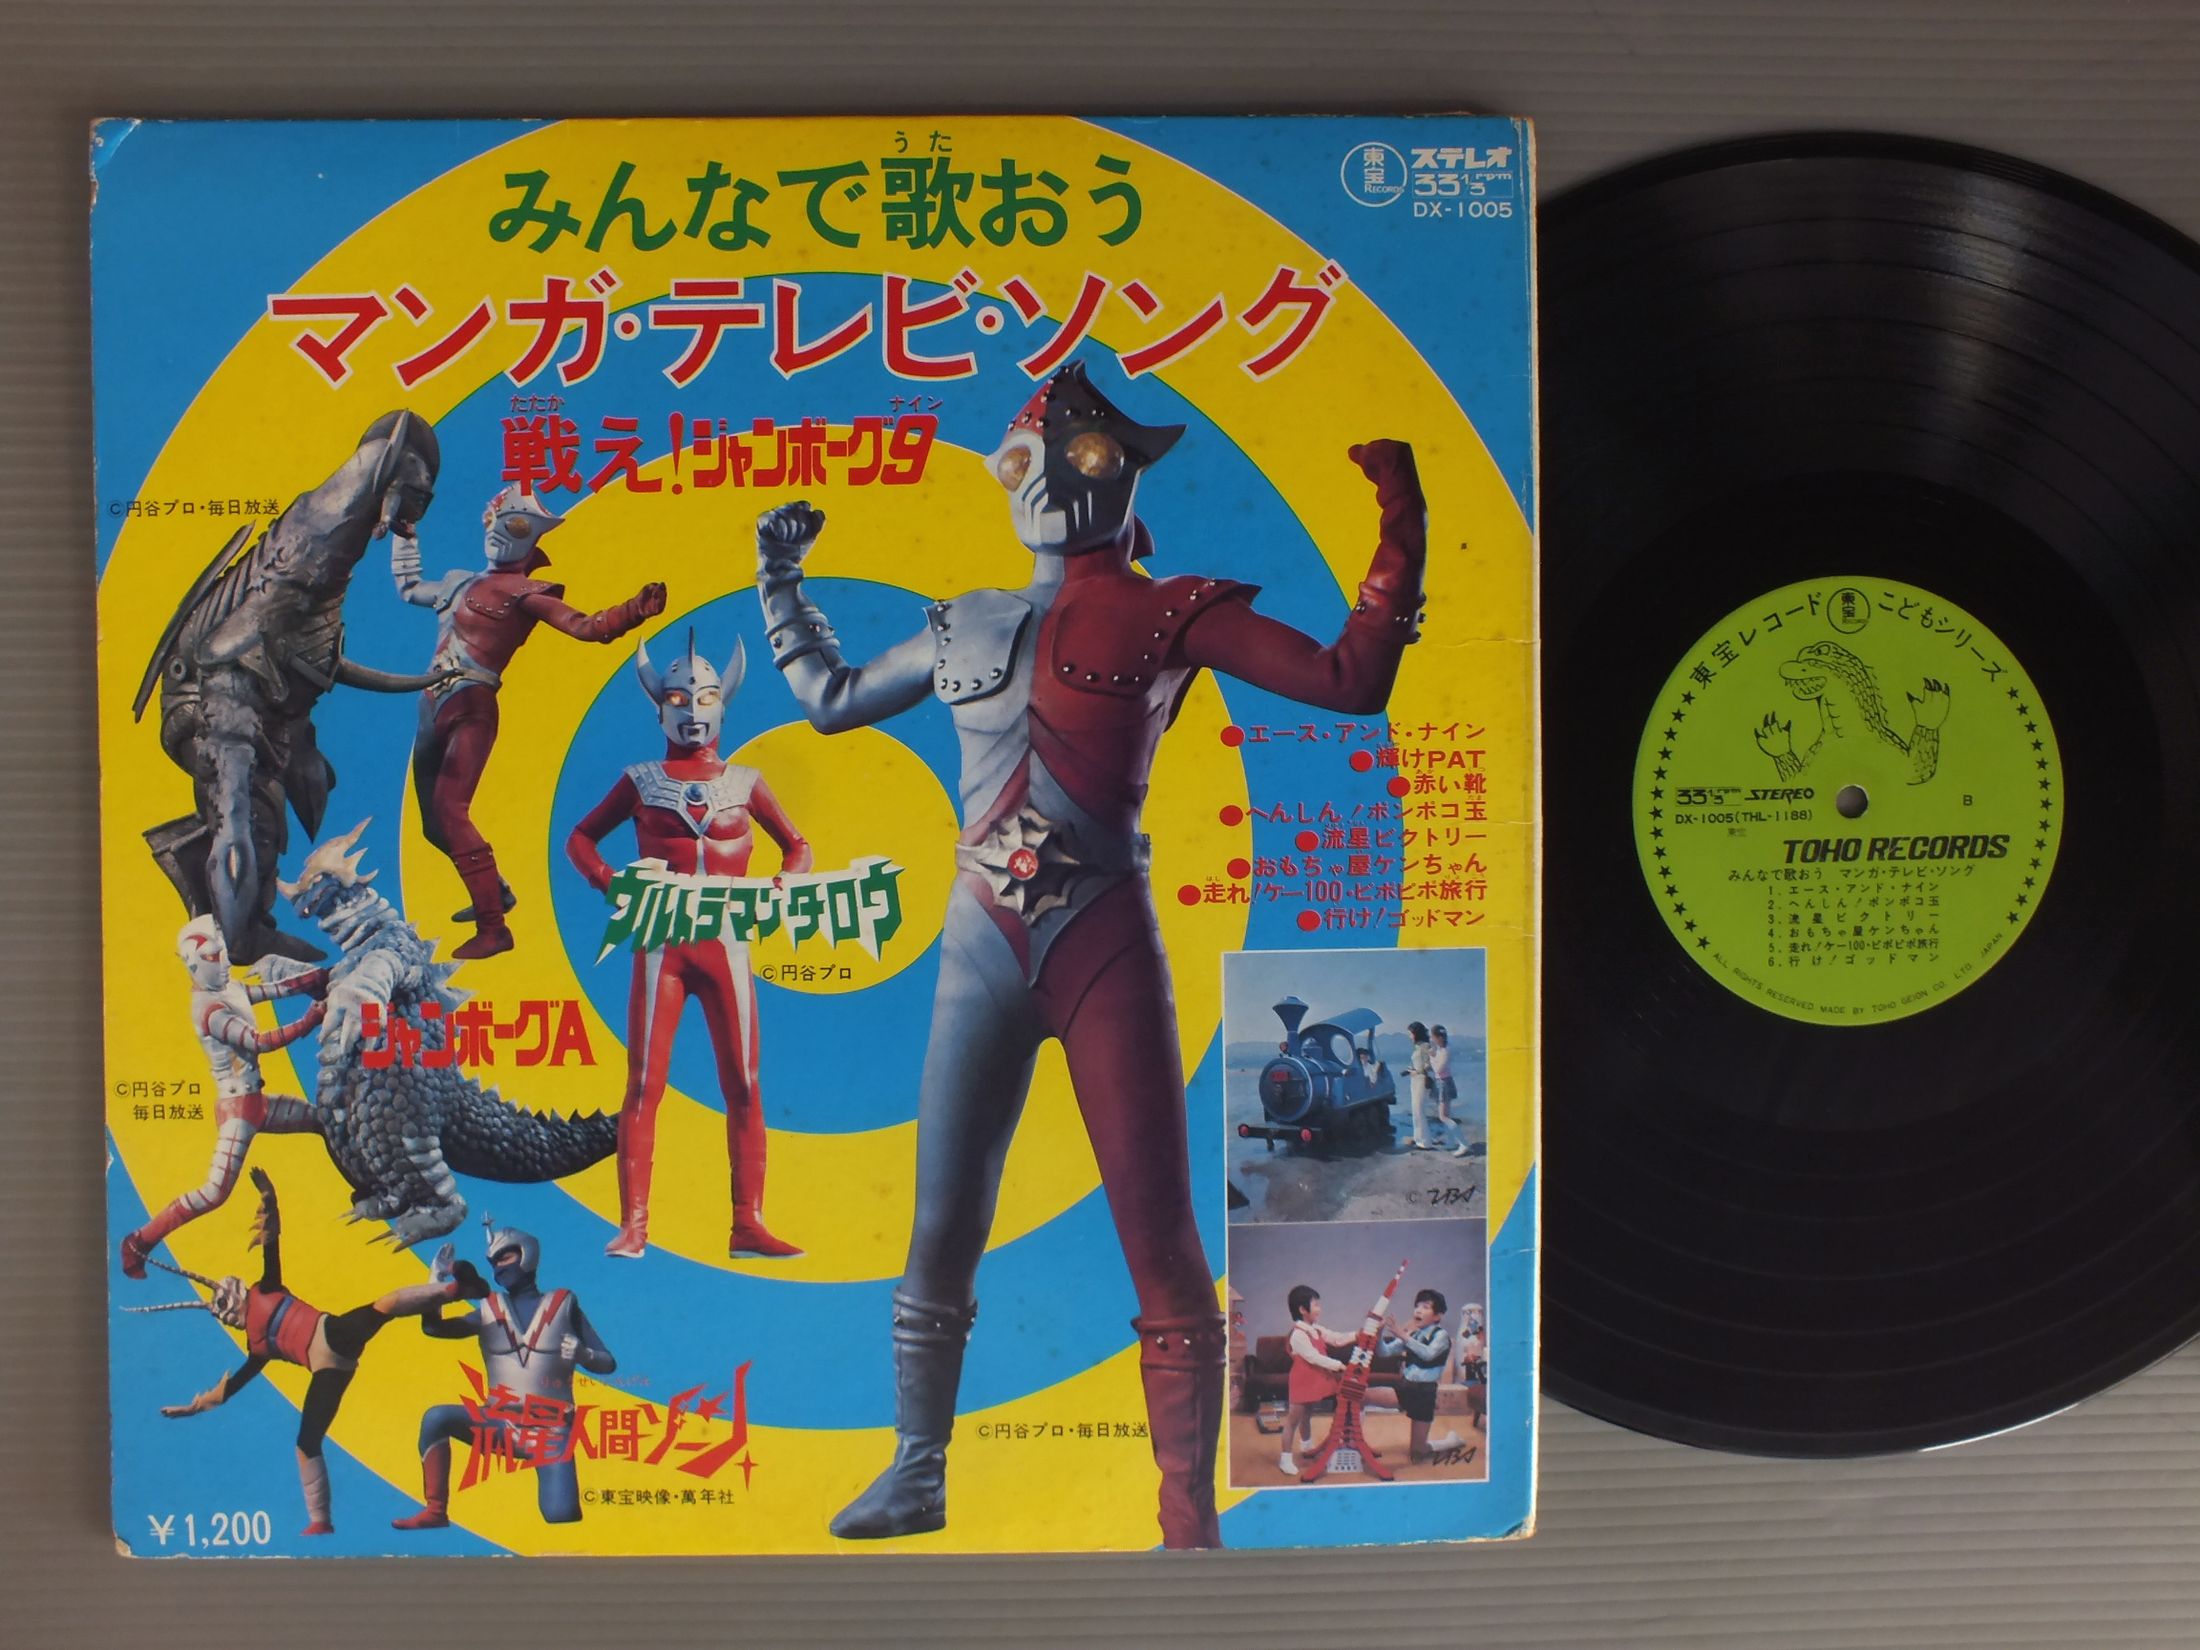 うた
みんなで歌おう
マンガ・テレビ・ソング
東宝
RECORDS
ステレオ
33 1/3 rpm
DX-1005
たたか
ナイン
戦え!ジャンボーグ9
©円谷プロ・毎日放送
ウルトラマンタロウ
©円谷プロ
ジャンボーグA
©円谷プロ
毎日放送
●エース・アンド・ナイン
●輝けPAT
●赤い靴
●へんしん!ポンポコ玉
●流星ビクトリー
●おもちゃ屋ケンちゃん
●走れ!ケー100・ピポピポ旅行
●行け!ゴッドマン
© TBS
TBS
流星人間ゾーン
©東宝映像・萬年社
©円谷プロ・毎日放送
¥1,200
★東宝レコード 東宝 RECORDS こどもシリーズ★
33 1/3 rpm STEREO
B
DX-1005(THL-1188)
東宝
TOHO RECORDS
みんなで歌おう マンガ・テレビ・ソング
1. エース・アンド・ナイン
2. へんしん!ポンポコ玉
3. 流星ビクトリー
4. おもちゃ屋ケンちゃん
5. 走れ!ケー100・ピポピポ旅行
6. 行け!ゴッドマン
ALL RIGHTS RESERVED MADE BY TOHO GEION CO. LTD. JAPAN